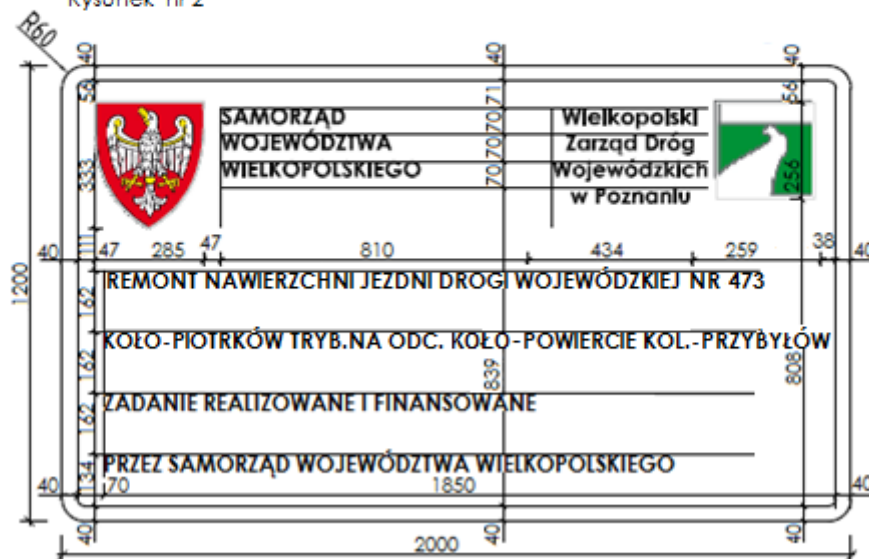 Rysunek nr 2
R60
40 40 40
56 71 56
SAMORZĄD
WOJEWÓDZTWA
WIELKOPOLSKIEGO
70 70 70
Wielkopolski
Zarząd Dróg
Wojewódzkich
w Poznaniu
333 256
40 111 47 285 47 810 434 259 38 40
1200
REMONT NAWIERZCHNI JEZDNI DROGI WOJEWÓDZKIEJ NR 473
162
KOŁO-PIOTRKÓW TRYB.NA ODC. KOŁO-POWIERCIE KOL.-PRZYBYŁÓW
162 839 808
ZADANIE REALIZOWANE I FINANSOWANE
162
PRZEZ SAMORZĄD WOJEWÓDZTWA WIELKOPOLSKIEGO
134
40 70 1850 40
40 40 40
2000